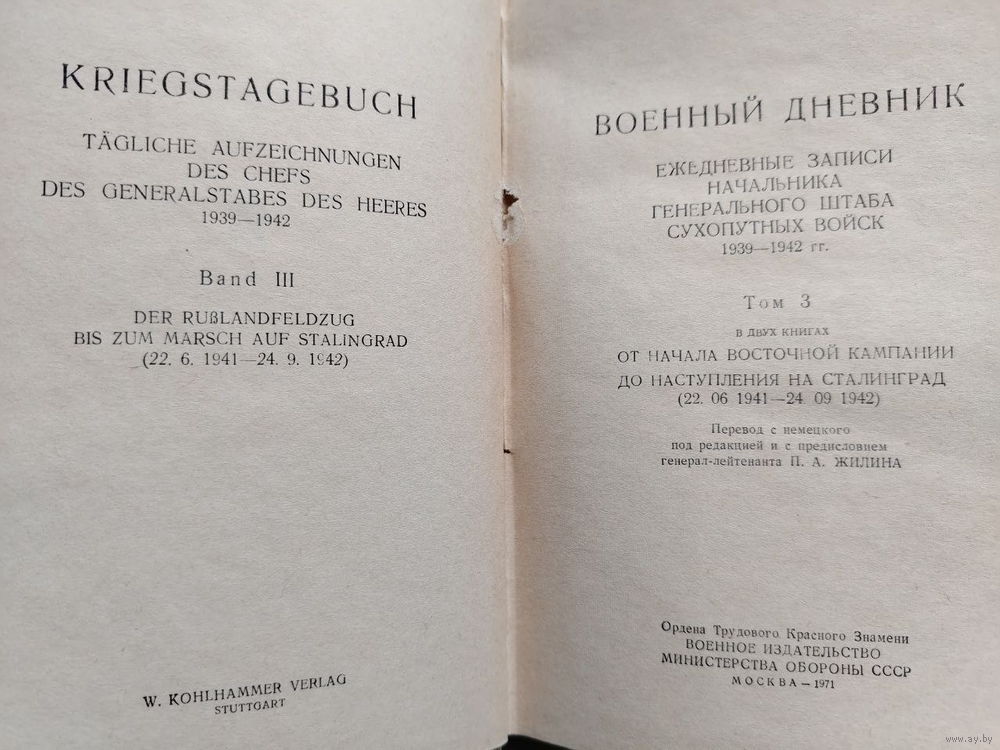 KRIEGSTAGEBUCH
TÄGLICHE AUFZEICHNUNGEN
DES CHEFS
DES GENERALSTABES DES HEERES
1939—1942
Band III
DER RUßLANDFELDZUG
BIS ZUM MARSCH AUF STALINGRAD
(22. 6. 1941—24. 9. 1942)
W. KOHLHAMMER VERLAG
STUTTGART
ВОЕННЫЙ ДНЕВНИК
ЕЖЕДНЕВНЫЕ ЗАПИСИ
НАЧАЛЬНИКА
ГЕНЕРАЛЬНОГО ШТАБА
СУХОПУТНЫХ ВОЙСК
1939—1942 гг.
Том 3
В ДВУХ КНИГАХ
ОТ НАЧАЛА ВОСТОЧНОЙ КАМПАНИИ
ДО НАСТУПЛЕНИЯ НА СТАЛИНГРАД
(22. 06 1941—24 09 1942)
Перевод с немецкого
под редакцией и с предисловием
генерал-лейтенанта П. А. ЖИЛИНА
Ордена Трудового Красного Знамени
ВОЕННОЕ ИЗДАТЕЛЬСТВО
МИНИСТЕРСТВА ОБОРОНЫ СССР
МОСКВА—1971
www.ay.by